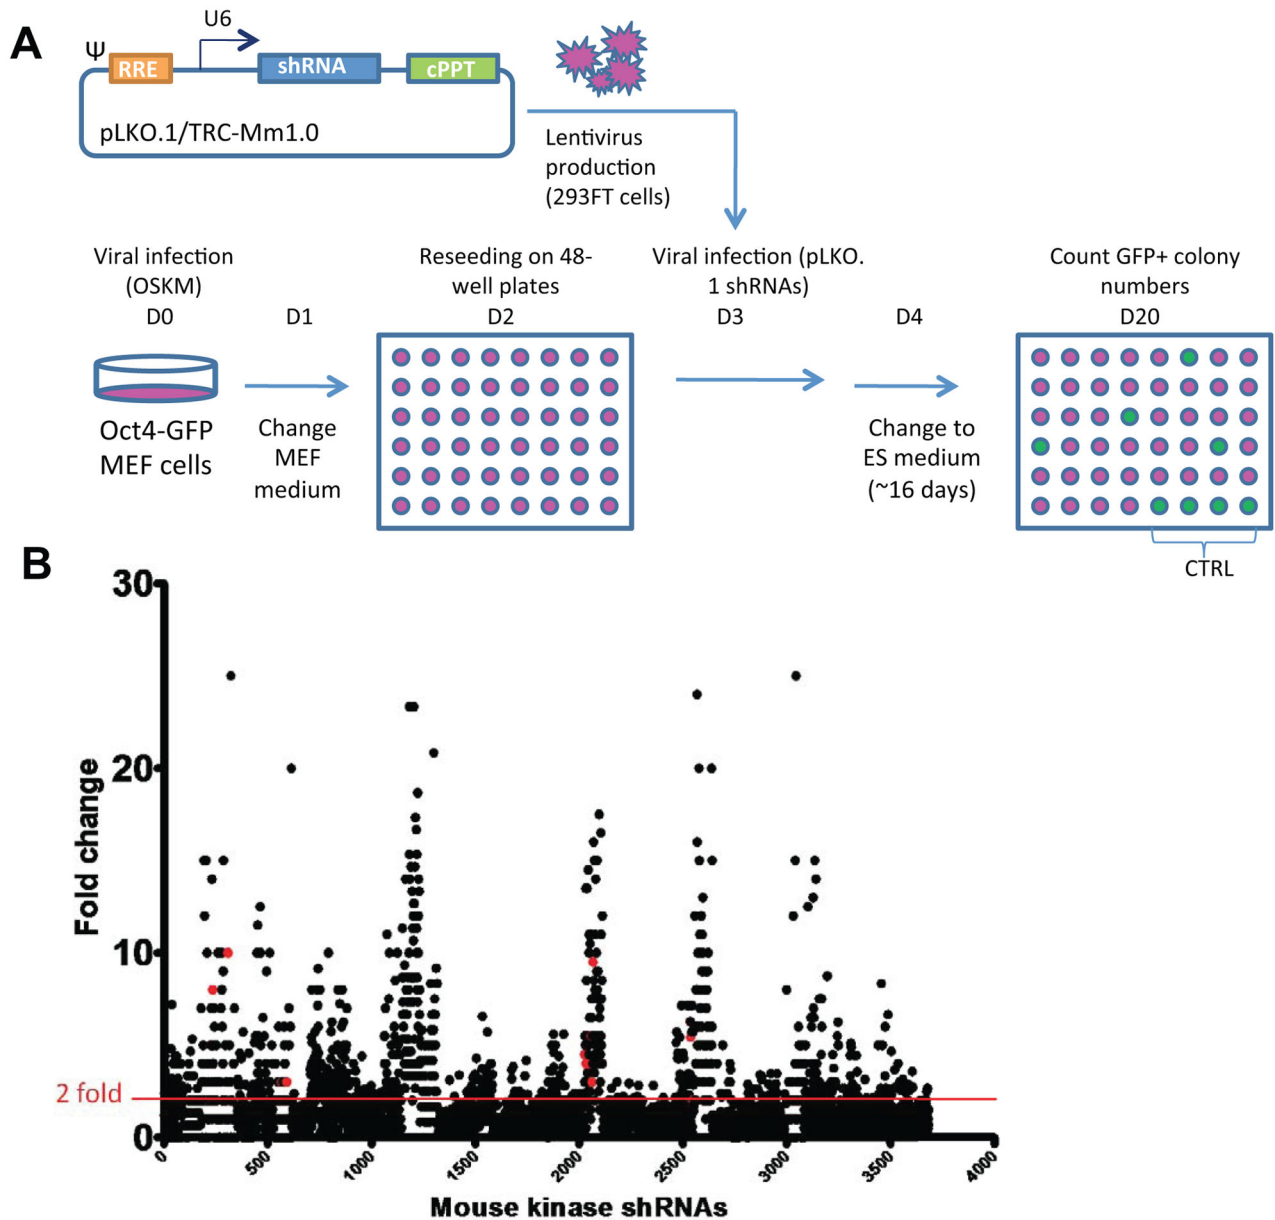 A
U6
Ψ
RRE
shRNA
cPPT
pLKO.1/TRC-Mm1.0
Lentivirus
production
(293FT cells)
Viral infection
(OSKM)
D0
D1
Reseeding on 48-
well plates
D2
Viral infection (pLKO.
1 shRNAs)
D3
D4
Count GFP+ colony
numbers
D20
Oct4-GFP
MEF cells
Change
MEF
medium
Change to
ES medium
(~16 days)
CTRL
B
30
20
10
0
Fold change
2 fold
0
500
1000
1500
2000
2500
3000
3500
4000
Mouse kinase shRNAs